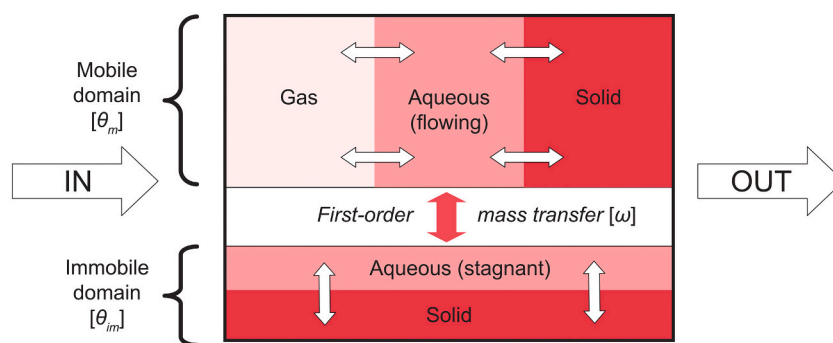 Mobile
domain
[θm]
Gas
Aqueous
(flowing)
Solid
IN
OUT
First-order mass transfer [ω]
Immobile
domain
[θim]
Aqueous (stagnant)
Solid